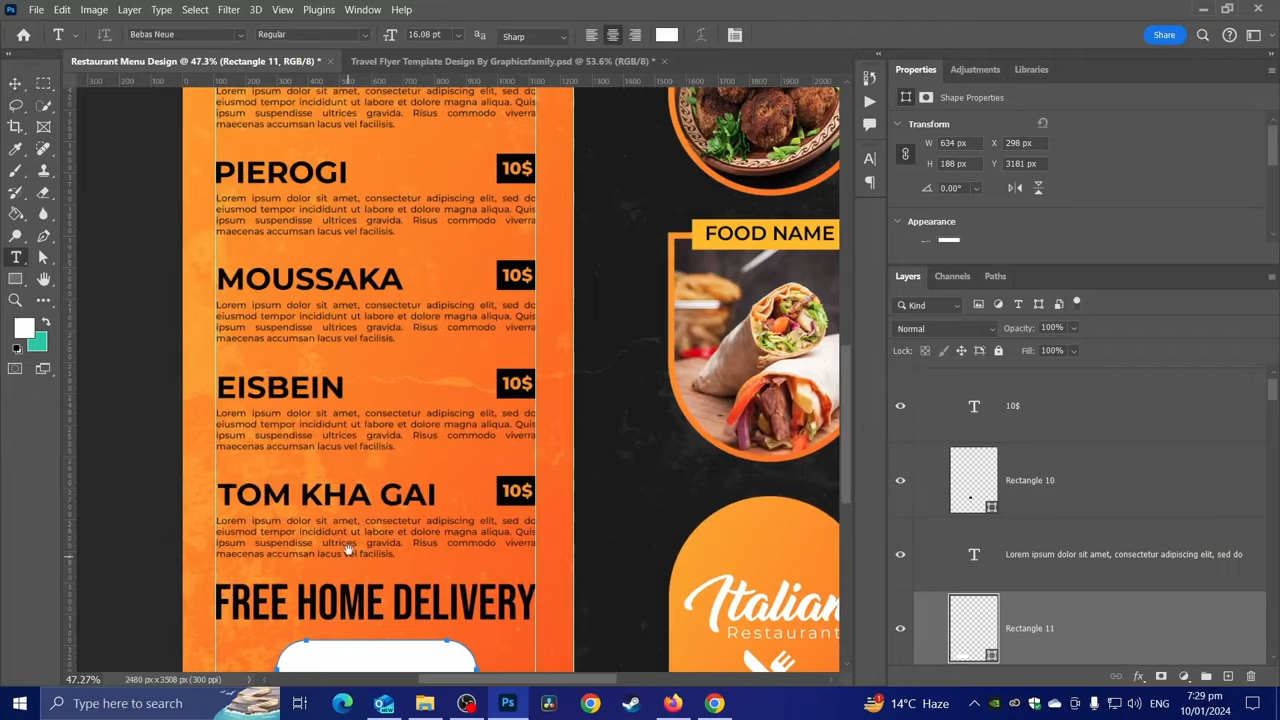 File Edit Image Layer Type Select Filter 3D View Plugins Window Help
Bebas Neue Regular 16.08 pt Sharp Share
Restaurant Menu Design @ 47.3% (Rectangle 11, RGB/8) * Travel Flyer Template Design By Graphicsfamily.psd @ 53.6% (RGB/8) *
Lorem ipsum dolor sit amet, consectetur adipiscing elit, sed do
eiusmod tempor incididunt ut labore et dolore magna aliqua. Quis
ipsum suspendisse ultrices gravida. Risus commodo viverra
maecenas accumsan lacus vel facilisis.
PIEROGI 10$
Lorem ipsum dolor sit amet, consectetur adipiscing elit, sed do
eiusmod tempor incididunt ut labore et dolore magna aliqua. Quis
ipsum suspendisse ultrices gravida. Risus commodo viverra
maecenas accumsan lacus vel facilisis.
MOUSSAKA 10$
Lorem ipsum dolor sit amet, consectetur adipiscing elit, sed do
eiusmod tempor incididunt ut labore et dolore magna aliqua. Quis
ipsum suspendisse ultrices gravida. Risus commodo viverra
maecenas accumsan lacus vel facilisis.
EISBEIN 10$
Lorem ipsum dolor sit amet, consectetur adipiscing elit, sed do
eiusmod tempor incididunt ut labore et dolore magna aliqua. Quis
ipsum suspendisse ultrices gravida. Risus commodo viverra
maecenas accumsan lacus vel facilisis.
TOM KHA GAI 10$
Lorem ipsum dolor sit amet, consectetur adipiscing elit, sed do
eiusmod tempor incididunt ut labore et dolore magna aliqua. Quis
ipsum suspendisse ultrices gravida. Risus commodo viverra
maecenas accumsan lacus vel facilisis.
FREE HOME DELIVERY
FOOD NAME
Italian
Restaurant
Properties Adjustments Libraries
Shape Properties
Transform
W 634 px X 298 px
H 188 px Y 3181 px
0.00°
Appearance
Layers Channels Paths
Kind
Normal Opacity: 100%
Lock: Fill: 100%
10$
Rectangle 10
Lorem ipsum dolor sit amet, consectetur adipiscing elit, sed do
Rectangle 11
47.27% 2480 px x 3508 px (300 ppi)
Type here to search
14°C Haze
7:29 pm
10/01/2024